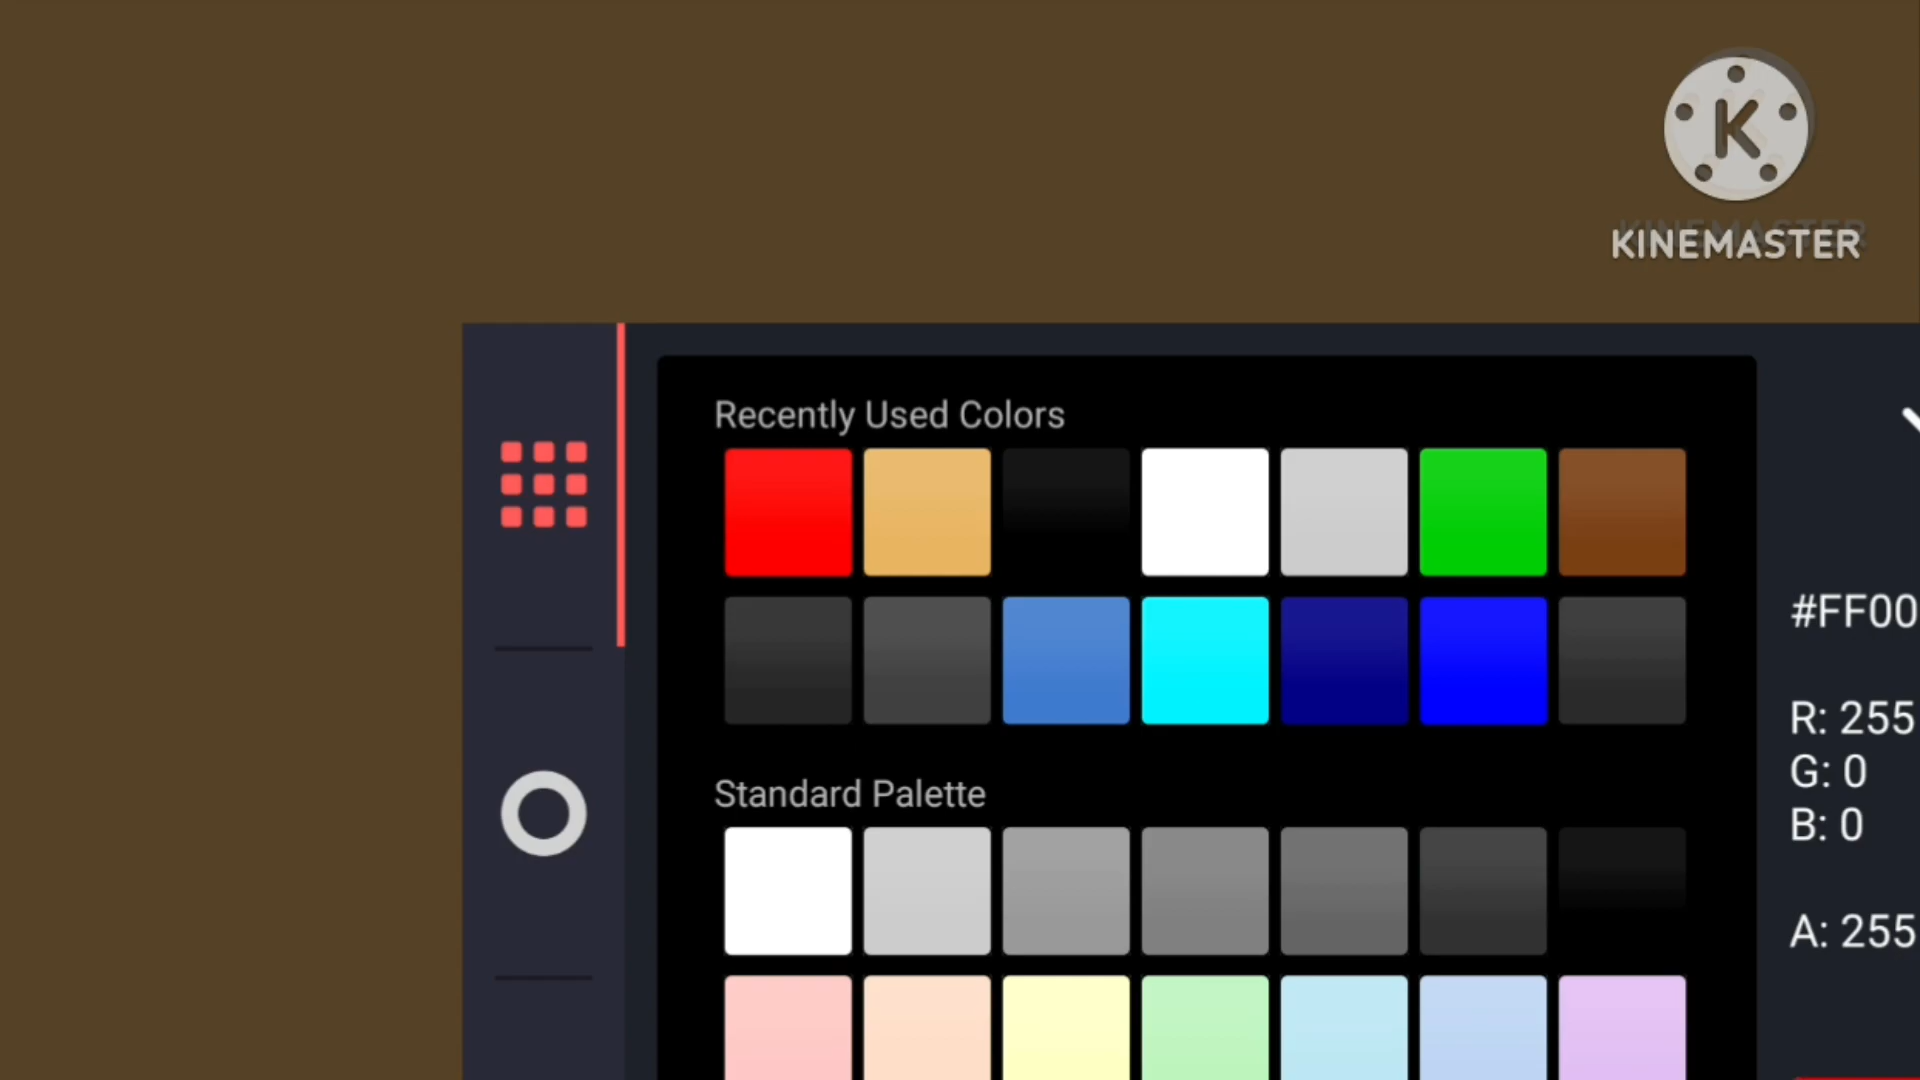 K
KINEMASTER
Recently Used Colors
#FF00
R: 255
G: 0
Standard Palette
B: 0
A: 255